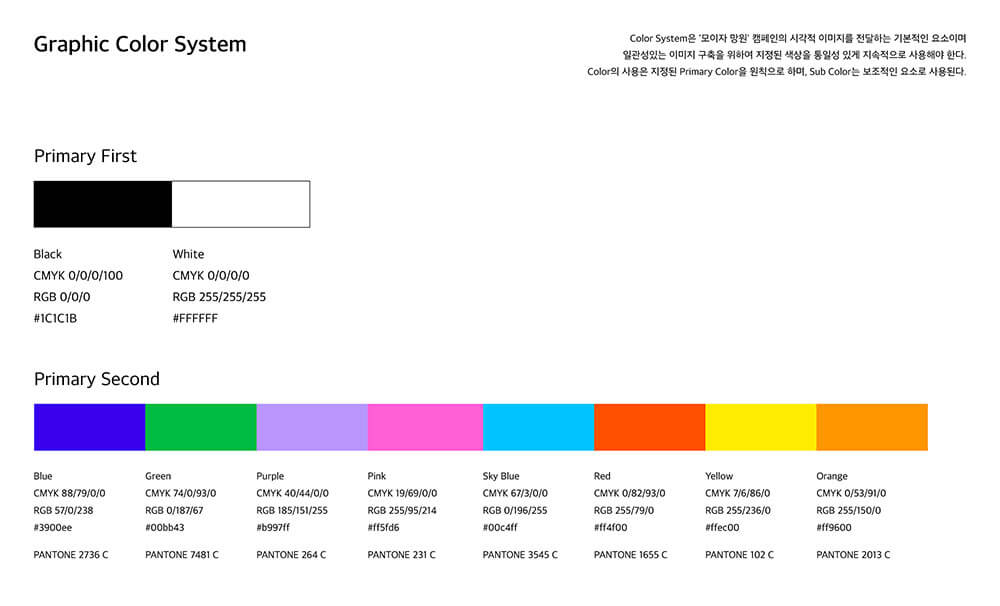 Graphic Color System
Color System은 '모이자 망원' 캠페인의 시각적 이미지를 전달하는 기본적인 요소이며
일관성있는 이미지 구축을 위하여 지정된 색상을 통일성 있게 지속적으로 사용해야 한다.
Color의 사용은 지정된 Primary Color을 원칙으로 하며, Sub Color는 보조적인 요소로 사용된다.
Primary First
Black
CMYK 0/0/0/100
RGB 0/0/0
#1C1C1B
White
CMYK 0/0/0/0
RGB 255/255/255
#FFFFFF
Primary Second
Blue
CMYK 88/79/0/0
RGB 57/0/238
#3900ee
PANTONE 2736 C
Green
CMYK 74/0/93/0
RGB 0/187/67
#00bb43
PANTONE 7481 C
Purple
CMYK 40/44/0/0
RGB 185/151/255
#b997ff
PANTONE 264 C
Pink
CMYK 19/69/0/0
RGB 255/95/214
#ff5fd6
PANTONE 231 C
Sky Blue
CMYK 67/3/0/0
RGB 0/196/255
#00c4ff
PANTONE 3545 C
Red
CMYK 0/82/93/0
RGB 255/79/0
#ff4f00
PANTONE 1655 C
Yellow
CMYK 7/6/86/0
RGB 255/236/0
#ffec00
PANTONE 102 C
Orange
CMYK 0/53/91/0
RGB 255/150/0
#ff9600
PANTONE 2013 C